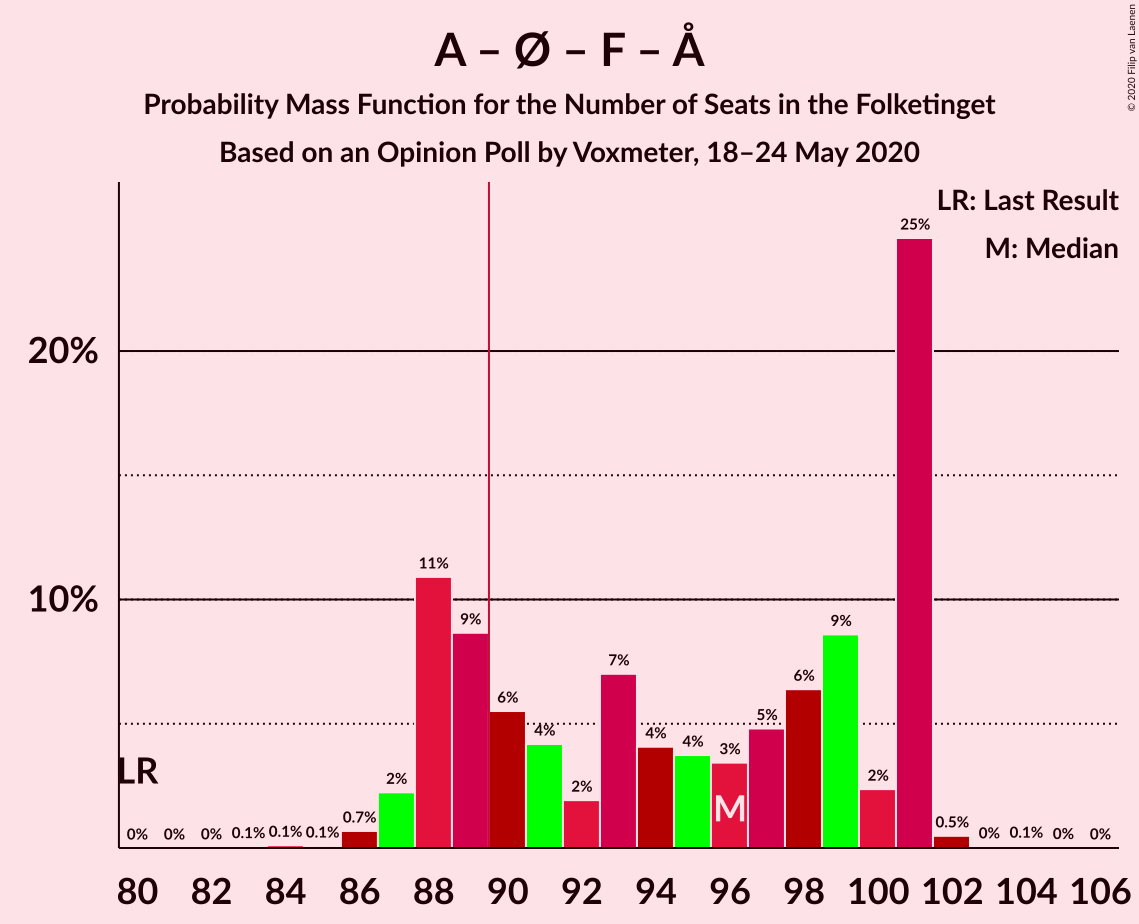 A – Ø – F – Å
Probability Mass Function for the Number of Seats in the Folketinget
Based on an Opinion Poll by Voxmeter, 18–24 May 2020
© 2020 Filip van Laenen
LR: Last Result
M: Median
20%
10%
LR
0% 0% 0% 0.1% 0.1% 0.1% 0.7% 2% 11% 9% 6% 4% 2% 7% 4% 4% 3% 5% 6% 9% 2% 25% 0.5% 0% 0.1% 0% 0%
M
80 82 84 86 88 90 92 94 96 98 100 102 104 106